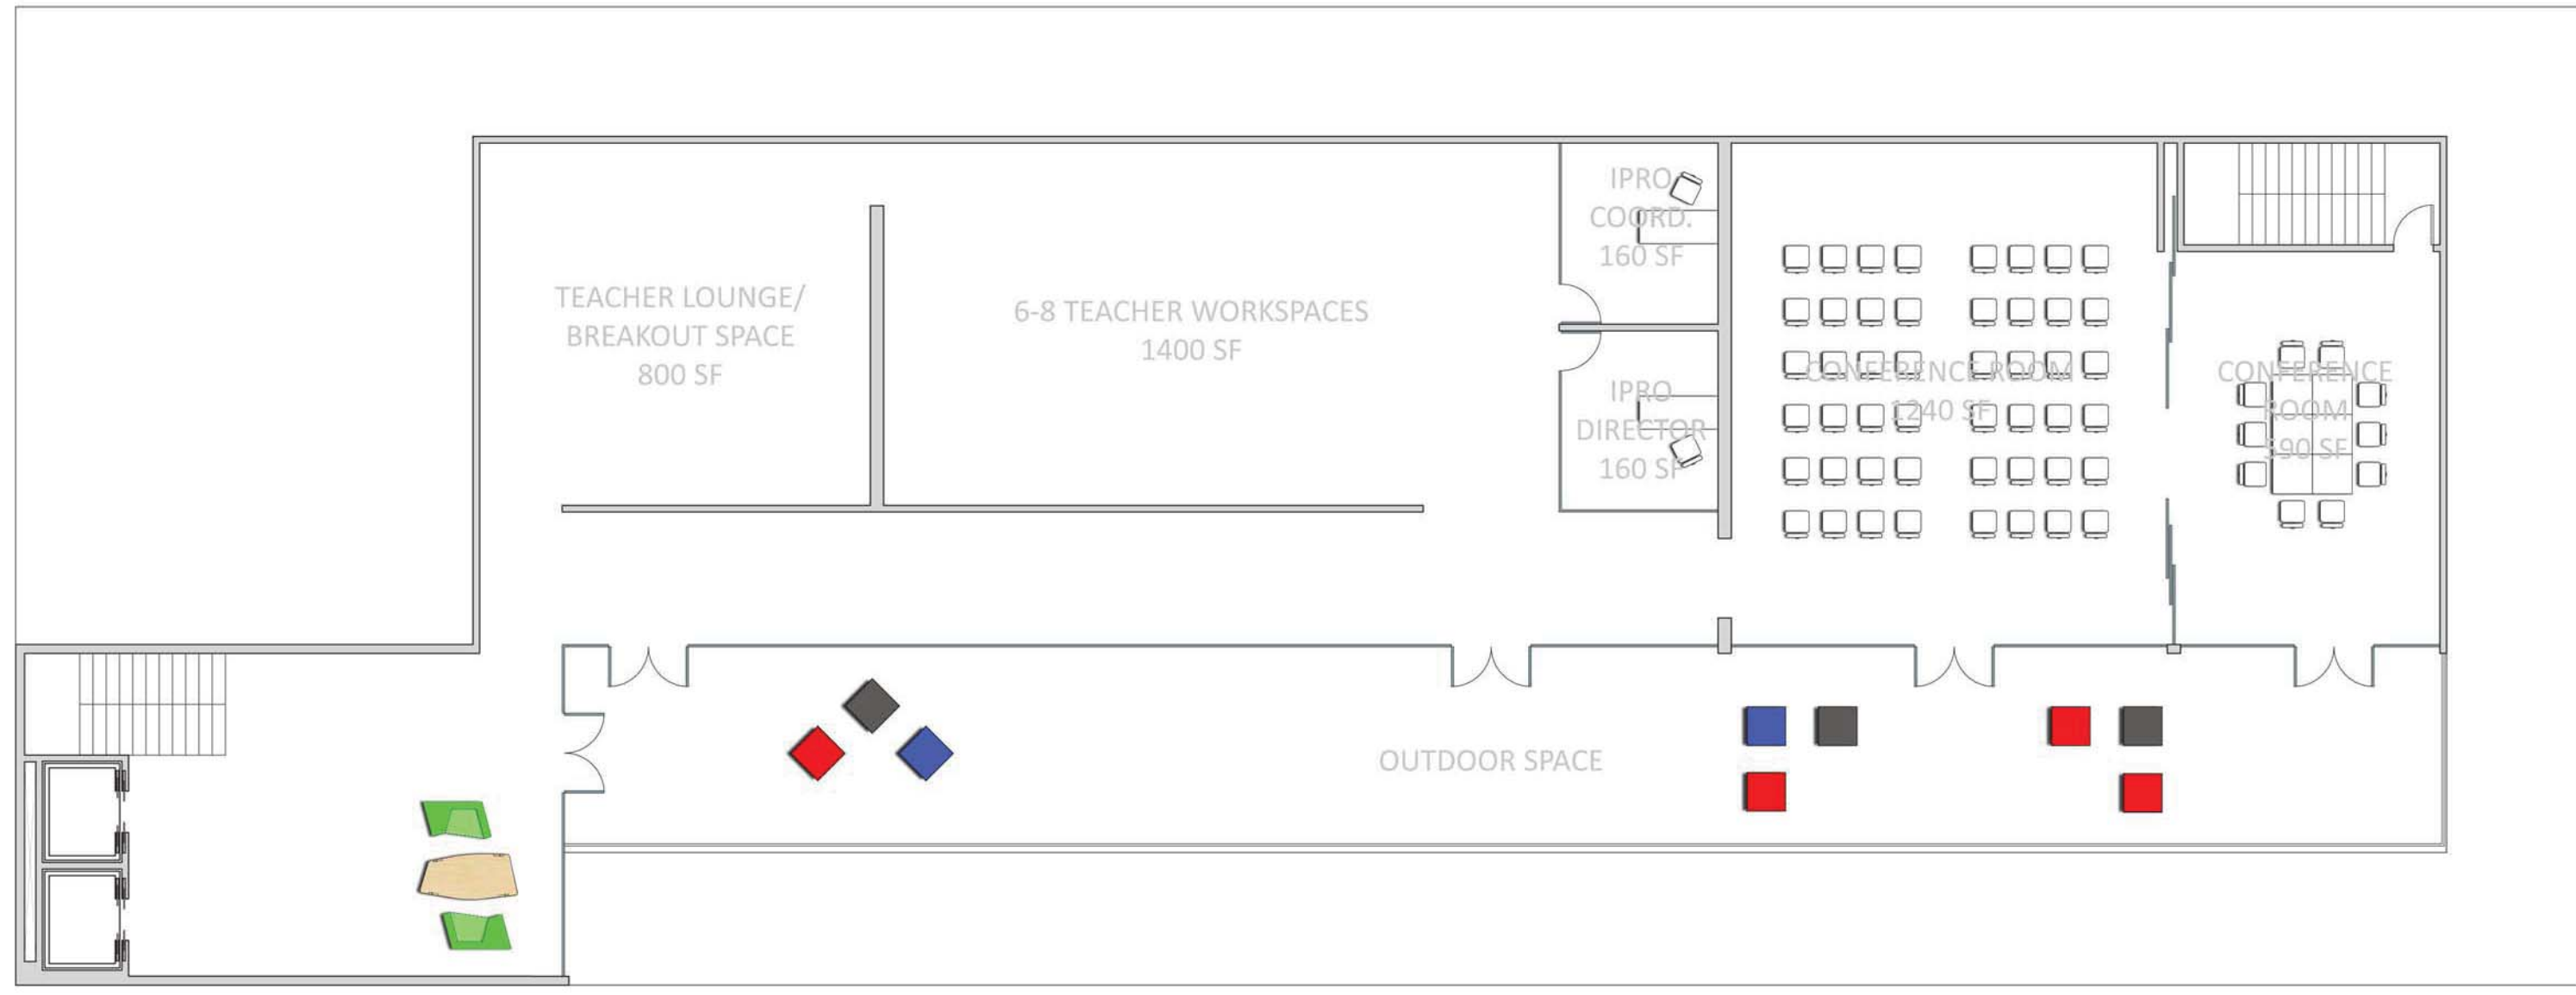 TEACHER LOUNGE/
BREAKOUT SPACE
800 SF
6-8 TEACHER WORKSPACES
1400 SF
IPRO
COORD.
160 SF
IPRO
DIRECTOR
160 SF
CONFERENCE ROOM
1240 SF
CONFERENCE
ROOM
590 SF
OUTDOOR SPACE